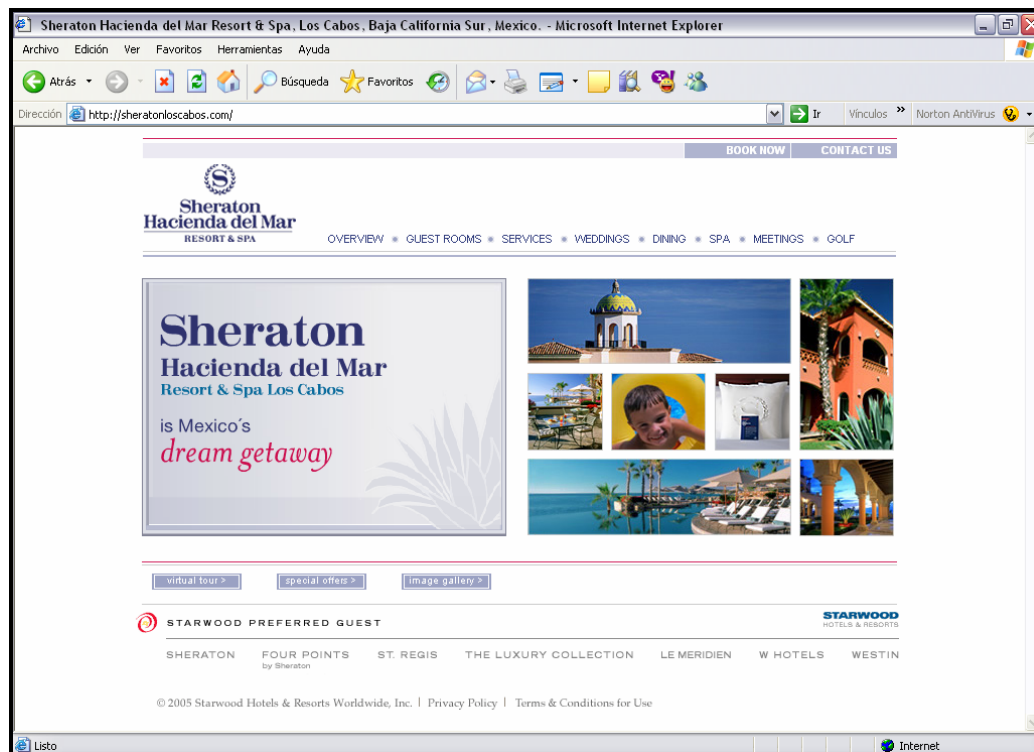 Sheraton Hacienda del Mar Resort & Spa, Los Cabos, Baja California Sur, Mexico. - Microsoft Internet Explorer
Archivo Edición Ver Favoritos Herramientas Ayuda
Atrás Búsqueda Favoritos
Dirección http://sheratonloscabos.com/ Ir Vínculos » Norton AntiVirus
BOOK NOW CONTACT US
S
Sheraton
Hacienda del Mar
RESORT & SPA
OVERVIEW GUEST ROOMS SERVICES WEDDINGS DINING SPA MEETINGS GOLF
Sheraton
Hacienda del Mar
Resort & Spa Los Cabos
is Mexico´s
dream getaway
virtual tour > special offers > image gallery >
STARWOOD PREFERRED GUEST
STARWOOD
HOTELS & RESORTS
SHERATON FOUR POINTS ST. REGIS THE LUXURY COLLECTION LE MERIDIEN W HOTELS WESTIN
by Sheraton
© 2005 Starwood Hotels & Resorts Worldwide, Inc. | Privacy Policy | Terms & Conditions for Use
Listo Internet